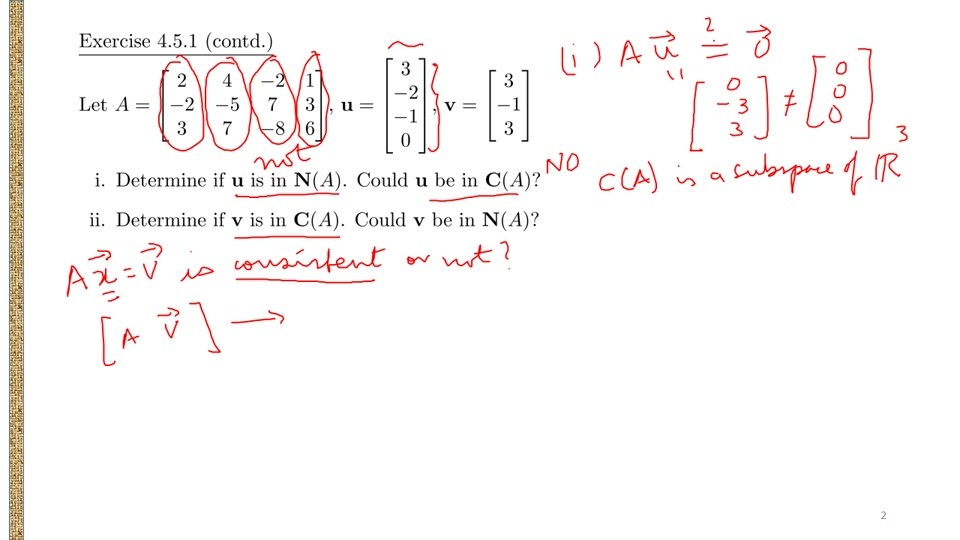 Exercise 4.5.1 (contd.)
Let A = [2 4 −2 1; −2 −5 7 3; 3 7 −8 6], u = [3; −2; −1; 0], v = [3; −1; 3]
not
i. Determine if u is in N(A). Could u be in C(A)? NO
ii. Determine if v is in C(A). Could v be in N(A)?
(i) A u⃗ ≟ 0⃗
[0; −3; 3] ≠ [0; 0; 0]
C(A) is a subspace of ℝ³
A x⃗ = v⃗ is consistent or not?
[A v⃗] →
2